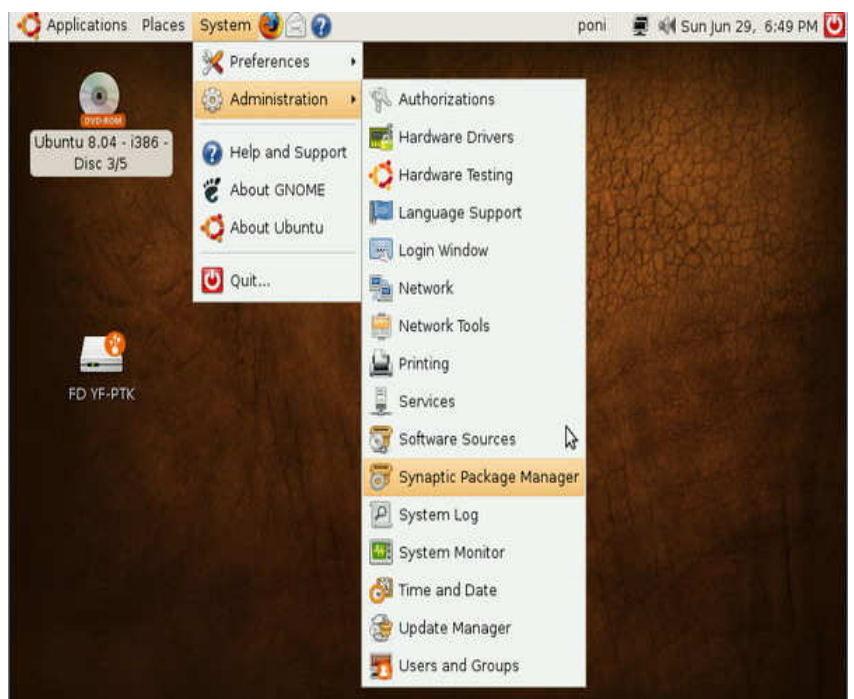 Applications Places System poni Sun Jun 29, 6:49 PM
Preferences
Administration
Help and Support
About GNOME
About Ubuntu
Quit...
Authorizations
Hardware Drivers
Hardware Testing
Language Support
Login Window
Network
Network Tools
Printing
Services
Software Sources
Synaptic Package Manager
System Log
System Monitor
Time and Date
Update Manager
Users and Groups
DVD-ROM
Ubuntu 8.04 - i386 -
Disc 3/5
FD YF-PTK